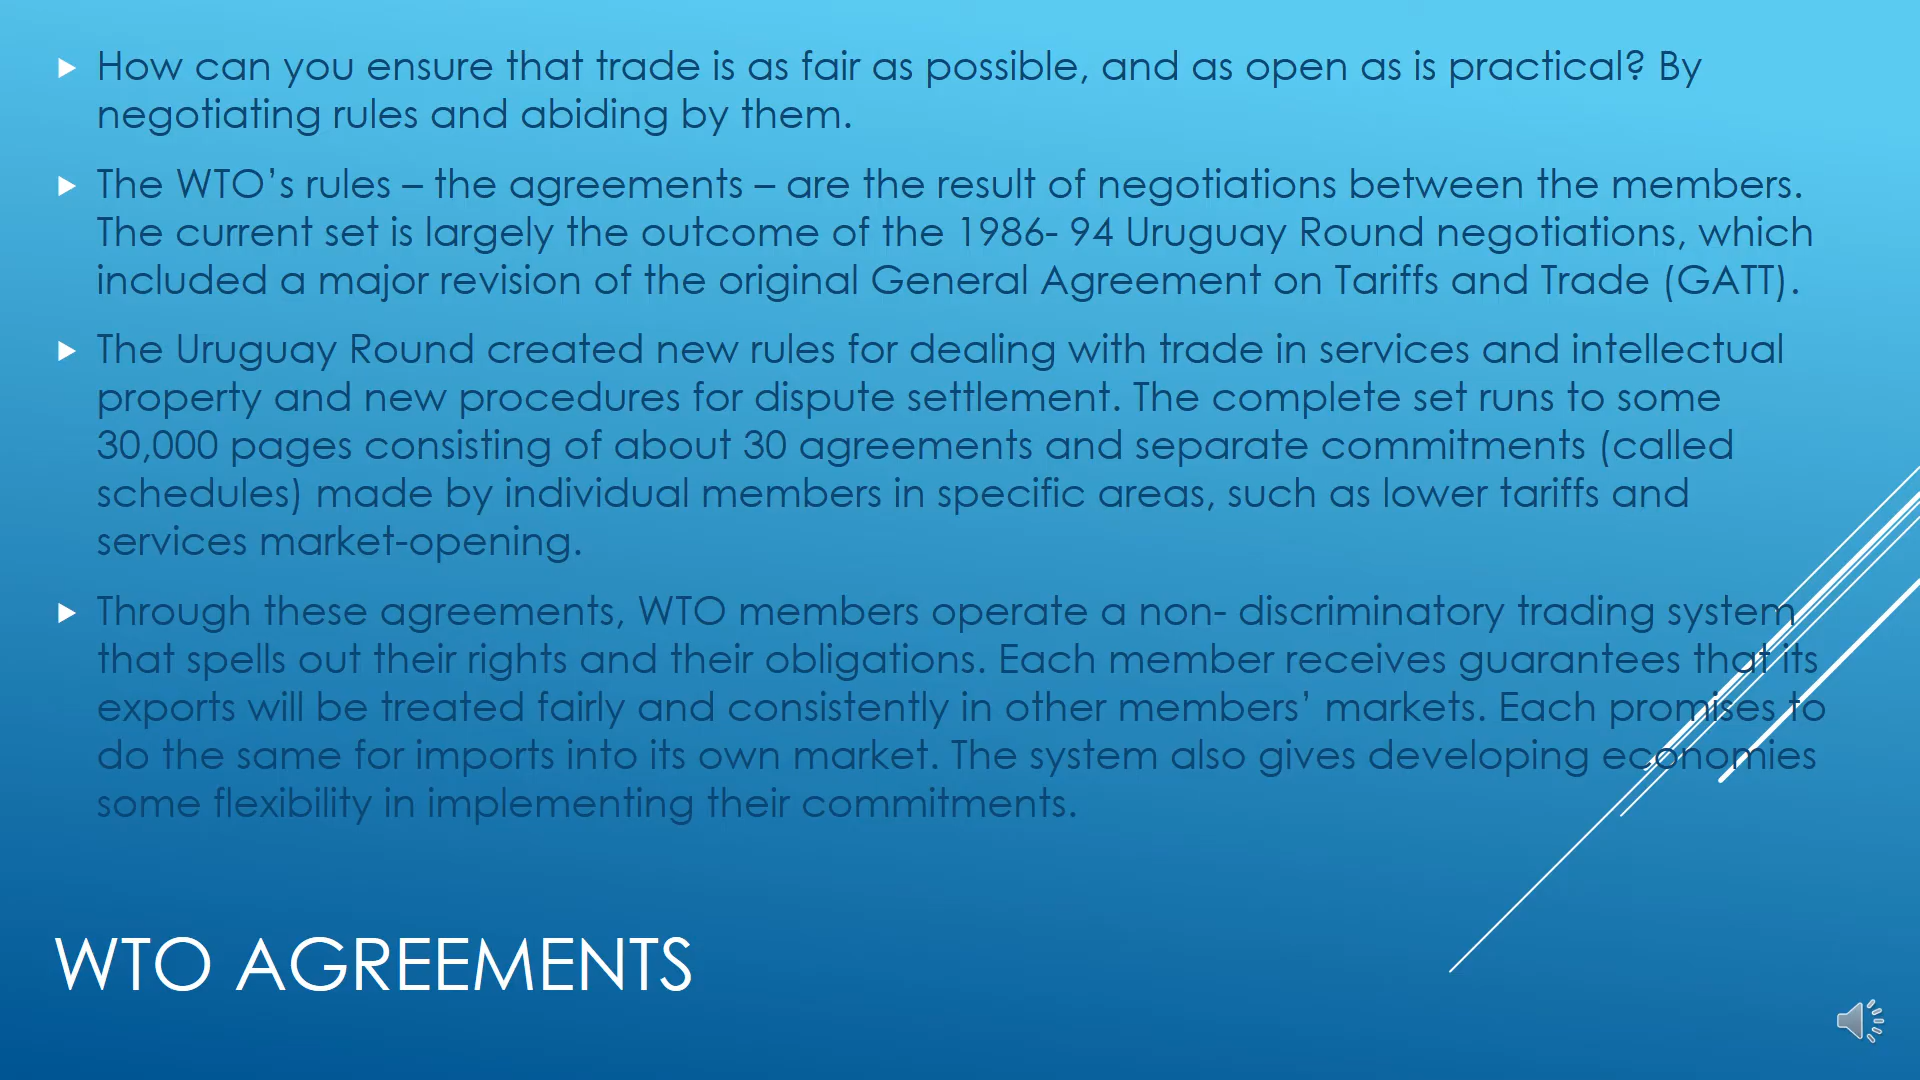 How can you ensure that trade is as fair as possible, and as open as is practical? By
negotiating rules and abiding by them.
The WTO’s rules – the agreements – are the result of negotiations between the members.
The current set is largely the outcome of the 1986- 94 Uruguay Round negotiations, which
included a major revision of the original General Agreement on Tariffs and Trade (GATT).
The Uruguay Round created new rules for dealing with trade in services and intellectual
property and new procedures for dispute settlement. The complete set runs to some
30,000 pages consisting of about 30 agreements and separate commitments (called
schedules) made by individual members in specific areas, such as lower tariffs and
services market-opening.
Through these agreements, WTO members operate a non- discriminatory trading system
that spells out their rights and their obligations. Each member receives guarantees that its
exports will be treated fairly and consistently in other members’ markets. Each promises to
do the same for imports into its own market. The system also gives developing economies
some flexibility in implementing their commitments.
WTO AGREEMENTS